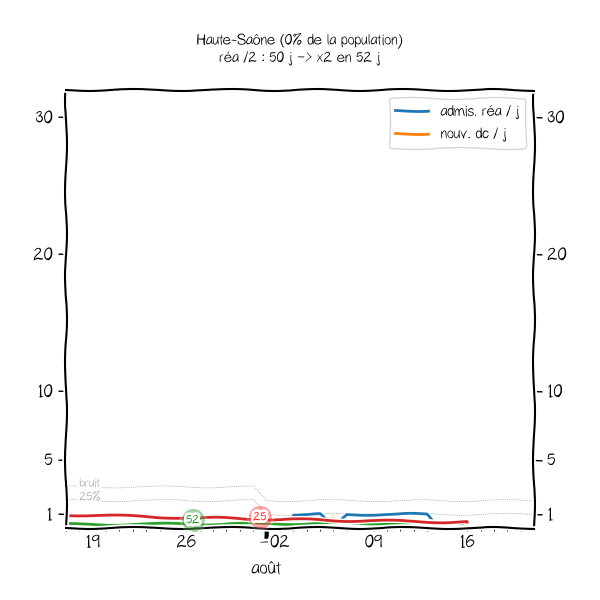 Haute-Saône (0% de la population)
réa /2 : 50 j -> x2 en 52 j
admis. réa / j
nouv. dc / j
30 30
20 20
10 10
5 5
bruit
25%
1 52 25 1
19 26 02 09 16
août